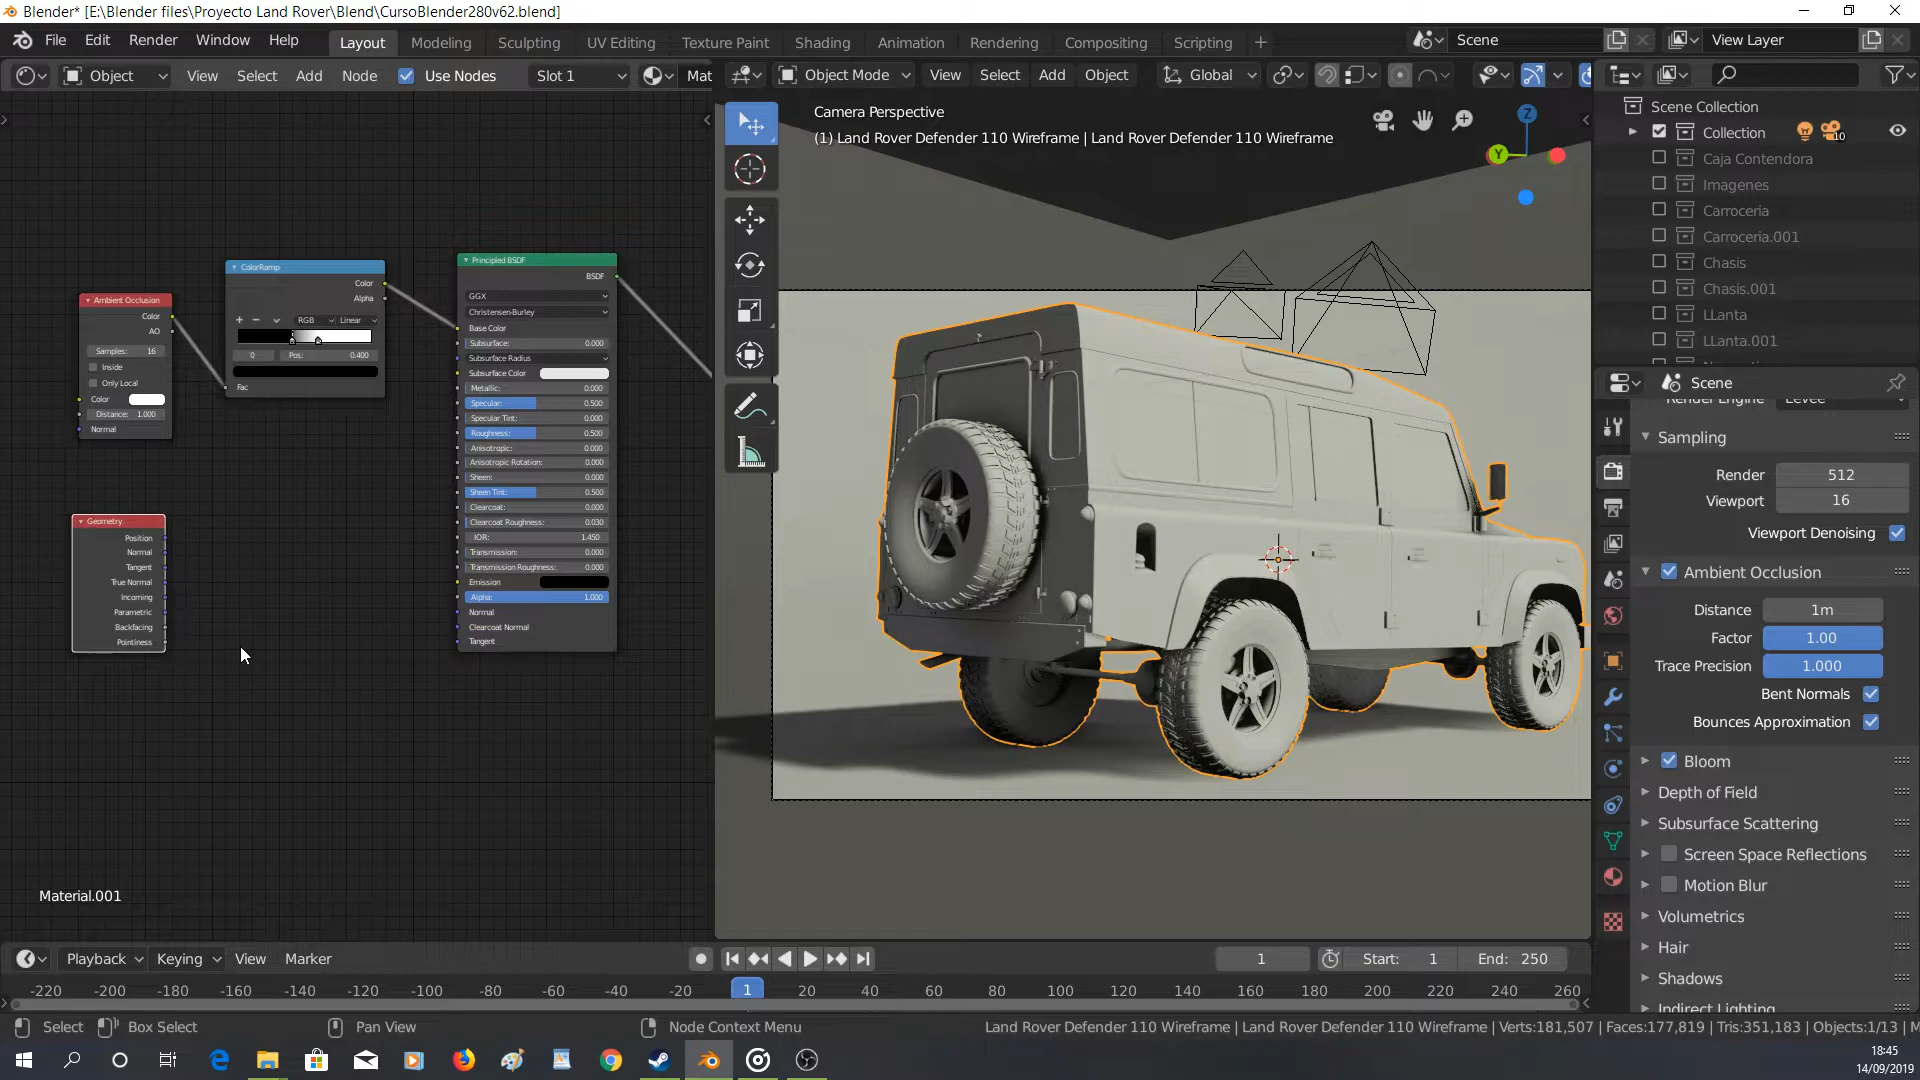 Blender* [E:\Blender files\Proyecto Land Rover\Blend\CursoBlender280v62.blend]
File Edit Render Window Help Layout Modeling Sculpting UV Editing Texture Paint Shading Animation Rendering Compositing Scripting + Scene View Layer
Object View Select Add Node Use Nodes Slot 1 Mat
Object Mode View Select Add Object Global
Camera Perspective
(1) Land Rover Defender 110 Wireframe | Land Rover Defender 110 Wireframe
Z
Y
Ambient Occlusion
Color
AO
Samples: 16
Inside
Only Local
Color
Distance: 1.000
Normal
ColorRamp
Color
Alpha
RGB Linear
0 Pos: 0.400
Fac
Geometry
Position
Normal
Tangent
True Normal
Incoming
Parametric
Backfacing
Pointiness
Principled BSDF
BSDF
GGX
Christensen-Burley
Base Color
Subsurface: 0.000
Subsurface Radius
Subsurface Color
Metallic: 0.000
Specular: 0.500
Specular Tint: 0.000
Roughness: 0.500
Anisotropic: 0.000
Anisotropic Rotation: 0.000
Sheen: 0.000
Sheen Tint: 0.500
Clearcoat: 0.000
Clearcoat Roughness: 0.030
IOR: 1.450
Transmission: 0.000
Transmission Roughness: 0.000
Emission
Alpha: 1.000
Normal
Clearcoat Normal
Tangent
Material.001
Scene Collection
Collection 10
Caja Contendora
Imagenes
Carroceria
Carroceria.001
Chasis
Chasis.001
LLanta
LLanta.001
Scene
Render Engine Eevee
Sampling
Render 512
Viewport 16
Viewport Denoising
Ambient Occlusion
Distance 1m
Factor 1.00
Trace Precision 1.000
Bent Normals
Bounces Approximation
Bloom
Depth of Field
Subsurface Scattering
Screen Space Reflections
Motion Blur
Volumetrics
Hair
Shadows
Indirect Lighting
Playback Keying View Marker 1 Start: 1 End: 250
-220 -200 -180 -160 -140 -120 -100 -80 -60 -40 -20 1 20 40 60 80 100 120 140 160 180 200 220 240 260
Select Box Select Pan View Node Context Menu Land Rover Defender 110 Wireframe | Land Rover Defender 110 Wireframe | Verts:181,507 | Faces:177,819 | Tris:351,183 | Objects:1/13 | M
18:45
14/09/2019